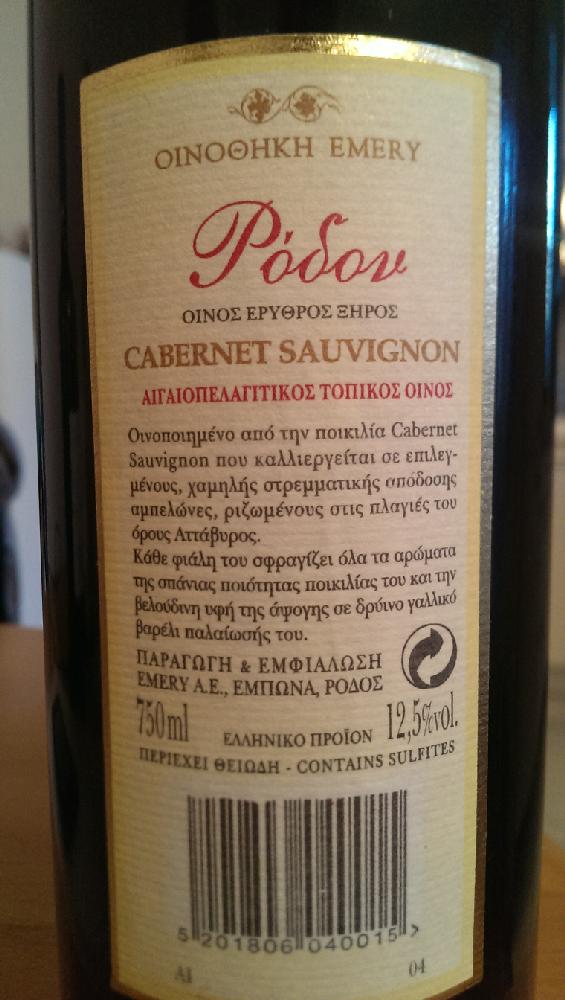 ΟΙΝΟΘΗΚΗ EMERY
Ρόδον
ΟΙΝΟΣ ΕΡΥΘΡΟΣ ΞΗΡΟΣ
CABERNET SAUVIGNON
ΑΙΓΑΙΟΠΕΛΑΓΙΤΙΚΟΣ ΤΟΠΙΚΟΣ ΟΙΝΟΣ
Οινοποιημένο από την ποικιλία Cabernet
Sauvignon που καλλιεργείται σε επιλεγ-
μένους, χαμηλής στρεμματικής απόδοσης
αμπελώνες, ριζωμένους στις πλαγιές του
όρους Αττάβυρος.
Κάθε φιάλη του σφραγίζει όλα τα αρώματα
της σπάνιας ποιότητας ποικιλίας του και την
βελούδινη υφή της άψογης σε δρύινο γαλλικό
βαρέλι παλαίωσής του.
ΠΑΡΑΓΩΓΗ & ΕΜΦΙΑΛΩΣΗ
EMERY A.E., ΕΜΠΩΝΑ, ΡΟΔΟΣ
750ml ΕΛΛΗΝΙΚΟ ΠΡΟΪΟΝ 12,5%vol.
ΠΕΡΙΕΧΕΙ ΘΕΙΩΔΗ - CONTAINS SULFITES
5 201806 040015 >
AI 04